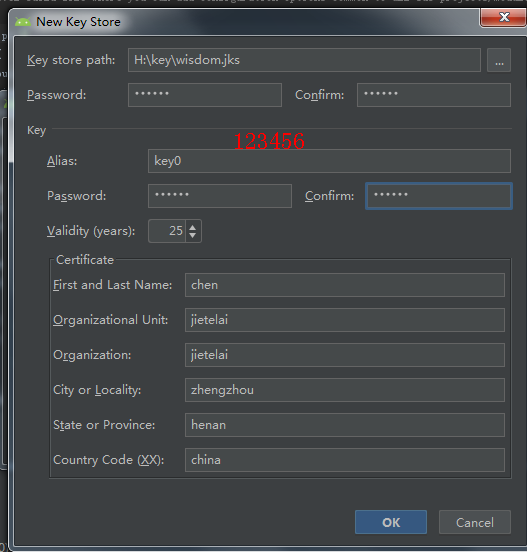 New Key Store
Key store path: H:\key\wisdom.jks ...
Password: •••••• Confirm: ••••••
Key
123456
Alias: key0
Password: •••••• Confirm: ••••••
Validity (years): 25
Certificate
First and Last Name: chen
Organizational Unit: jietelai
Organization: jietelai
City or Locality: zhengzhou
State or Province: henan
Country Code (XX): china
OK Cancel